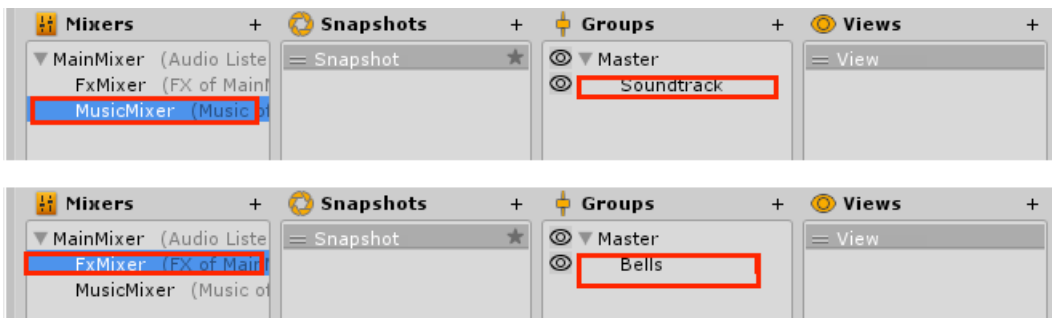 Mixers + Snapshots + Groups + Views +
MainMixer (Audio Liste = Snapshot Master = View
FxMixer (FX of MainM Soundtrack
MusicMixer (Music of
Mixers + Snapshots + Groups + Views +
MainMixer (Audio Liste = Snapshot Master = View
FxMixer (FX of MainM Bells
MusicMixer (Music of